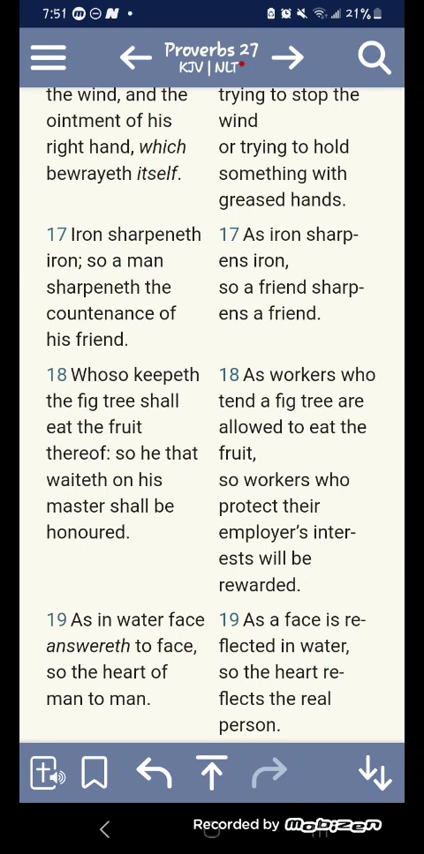 7:51
21%
Proverbs 27
KJV | NLT*
the wind, and the
ointment of his
right hand, which
bewrayeth itself.
17 Iron sharpeneth
iron; so a man
sharpeneth the
countenance of
his friend.
18 Whoso keepeth
the fig tree shall
eat the fruit
thereof: so he that
waiteth on his
master shall be
honoured.
19 As in water face
answereth to face,
so the heart of
man to man.
trying to stop the
wind
or trying to hold
something with
greased hands.
17 As iron sharp-
ens iron,
so a friend sharp-
ens a friend.
18 As workers who
tend a fig tree are
allowed to eat the
fruit,
so workers who
protect their
employer's inter-
ests will be
rewarded.
19 As a face is re-
flected in water,
so the heart re-
flects the real
person.
Recorded by mobizen